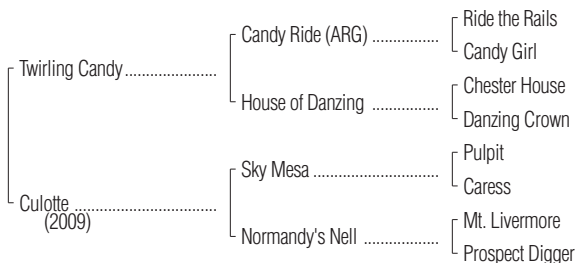 Ride the Rails
Candy Ride (ARG) ................
Candy Girl
Twirling Candy ......................
Chester House
House of Danzing ................
Danzing Crown
Pulpit
Sky Mesa ..............................
Caress
Culotte ..................................
(2009)
Mt. Livermore
Normandy's Nell ..................
Prospect Digger